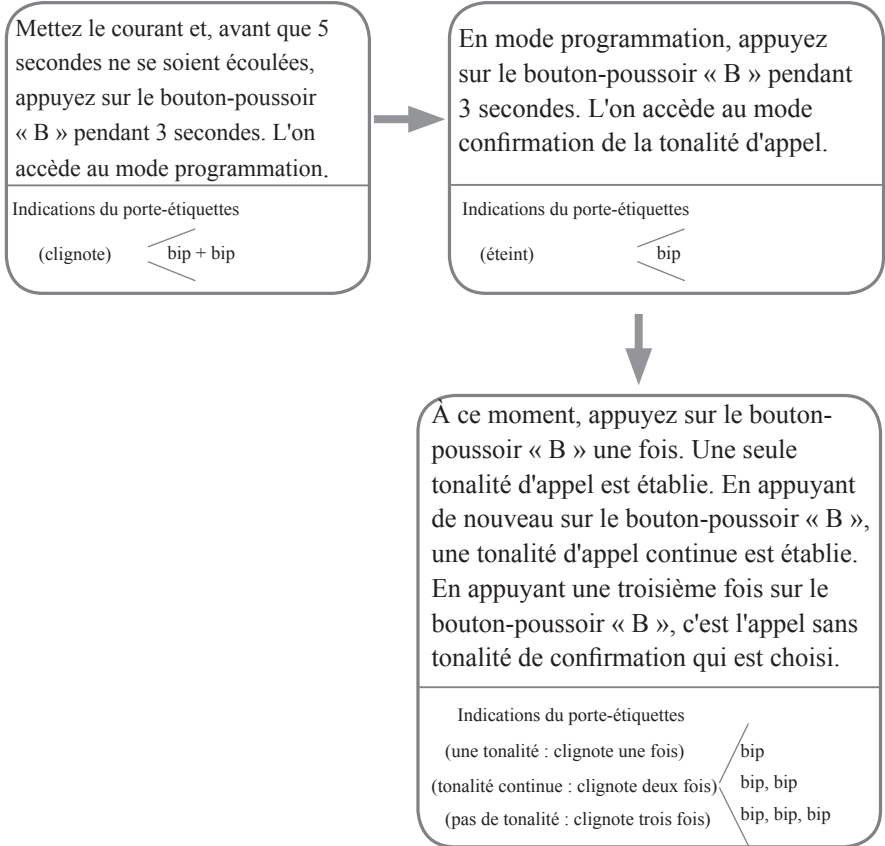 Mettez le courant et, avant que 5
secondes ne se soient écoulées,
appuyez sur le bouton-poussoir
« B » pendant 3 secondes. L'on
accède au mode programmation.
Indications du porte-étiquettes
(clignote) bip + bip
En mode programmation, appuyez
sur le bouton-poussoir « B » pendant
3 secondes. L'on accède au mode
confirmation de la tonalité d'appel.
Indications du porte-étiquettes
(éteint) bip
À ce moment, appuyez sur le bouton-
poussoir « B » une fois. Une seule
tonalité d'appel est établie. En appuyant
de nouveau sur le bouton-poussoir « B »,
une tonalité d'appel continue est établie.
En appuyant une troisième fois sur le
bouton-poussoir « B », c'est l'appel sans
tonalité de confirmation qui est choisi.
Indications du porte-étiquettes
(une tonalité : clignote une fois) bip
(tonalité continue : clignote deux fois) bip, bip
(pas de tonalité : clignote trois fois) bip, bip, bip